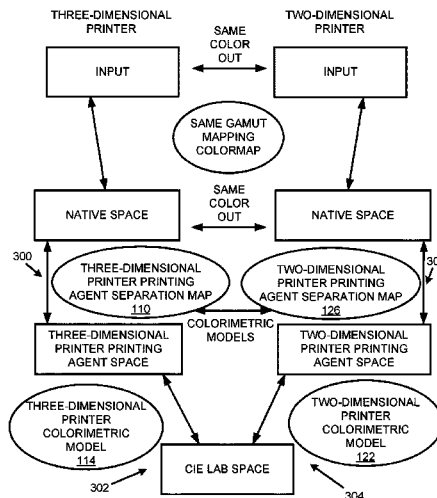 THREE-DIMENSIONAL
PRINTER
SAME
COLOR
OUT
TWO-DIMENSIONAL
PRINTER
INPUT
INPUT
SAME GAMUT
MAPPING
COLORMAP
NATIVE SPACE
SAME
COLOR
OUT
NATIVE SPACE
300
THREE-DIMENSIONAL
PRINTER PRINTING
AGENT SEPARATION MAP
110
TWO-DIMENSIONAL
PRINTER PRINTING
AGENT SEPARATION MAP
126
30
COLORIMETRIC
MODELS
THREE-DIMENSIONAL
PRINTER PRINTING
AGENT SPACE
TWO-DIMENSIONAL
PRINTER PRINTING
AGENT SPACE
THREE-DIMENSIONAL
PRINTER
COLORIMETRIC
MODEL
114
TWO-DIMENSIONAL
PRINTER
COLORIMETRIC
MODEL
122
CIE LAB SPACE
302
304